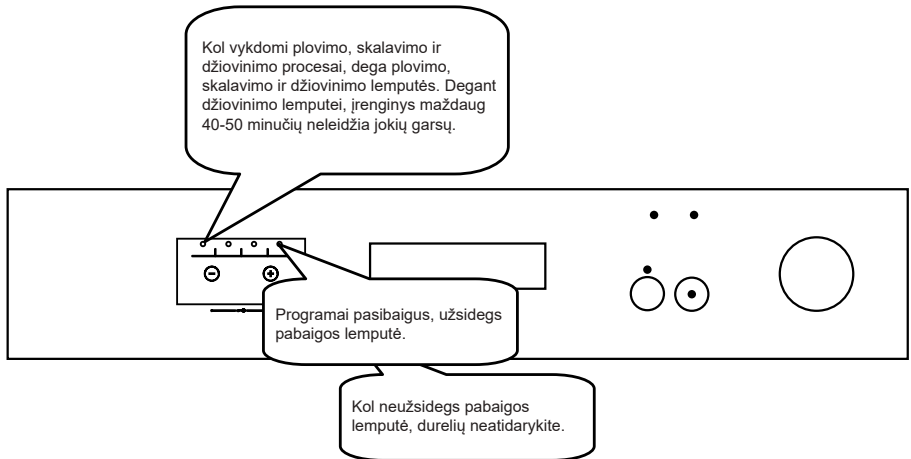 Kol vykdomi plovimo, skalavimo ir
džiovinimo procesai, dega plovimo,
skalavimo ir džiovinimo lemputės. Degant
džiovinimo lemputei, įrenginys maždaug
40-50 minučių neleidžia jokių garsų.
Programai pasibaigus, užsidegs
pabaigos lemputė.
Kol neužsidegs pabaigos
lemputė, durelių neatidarykite.